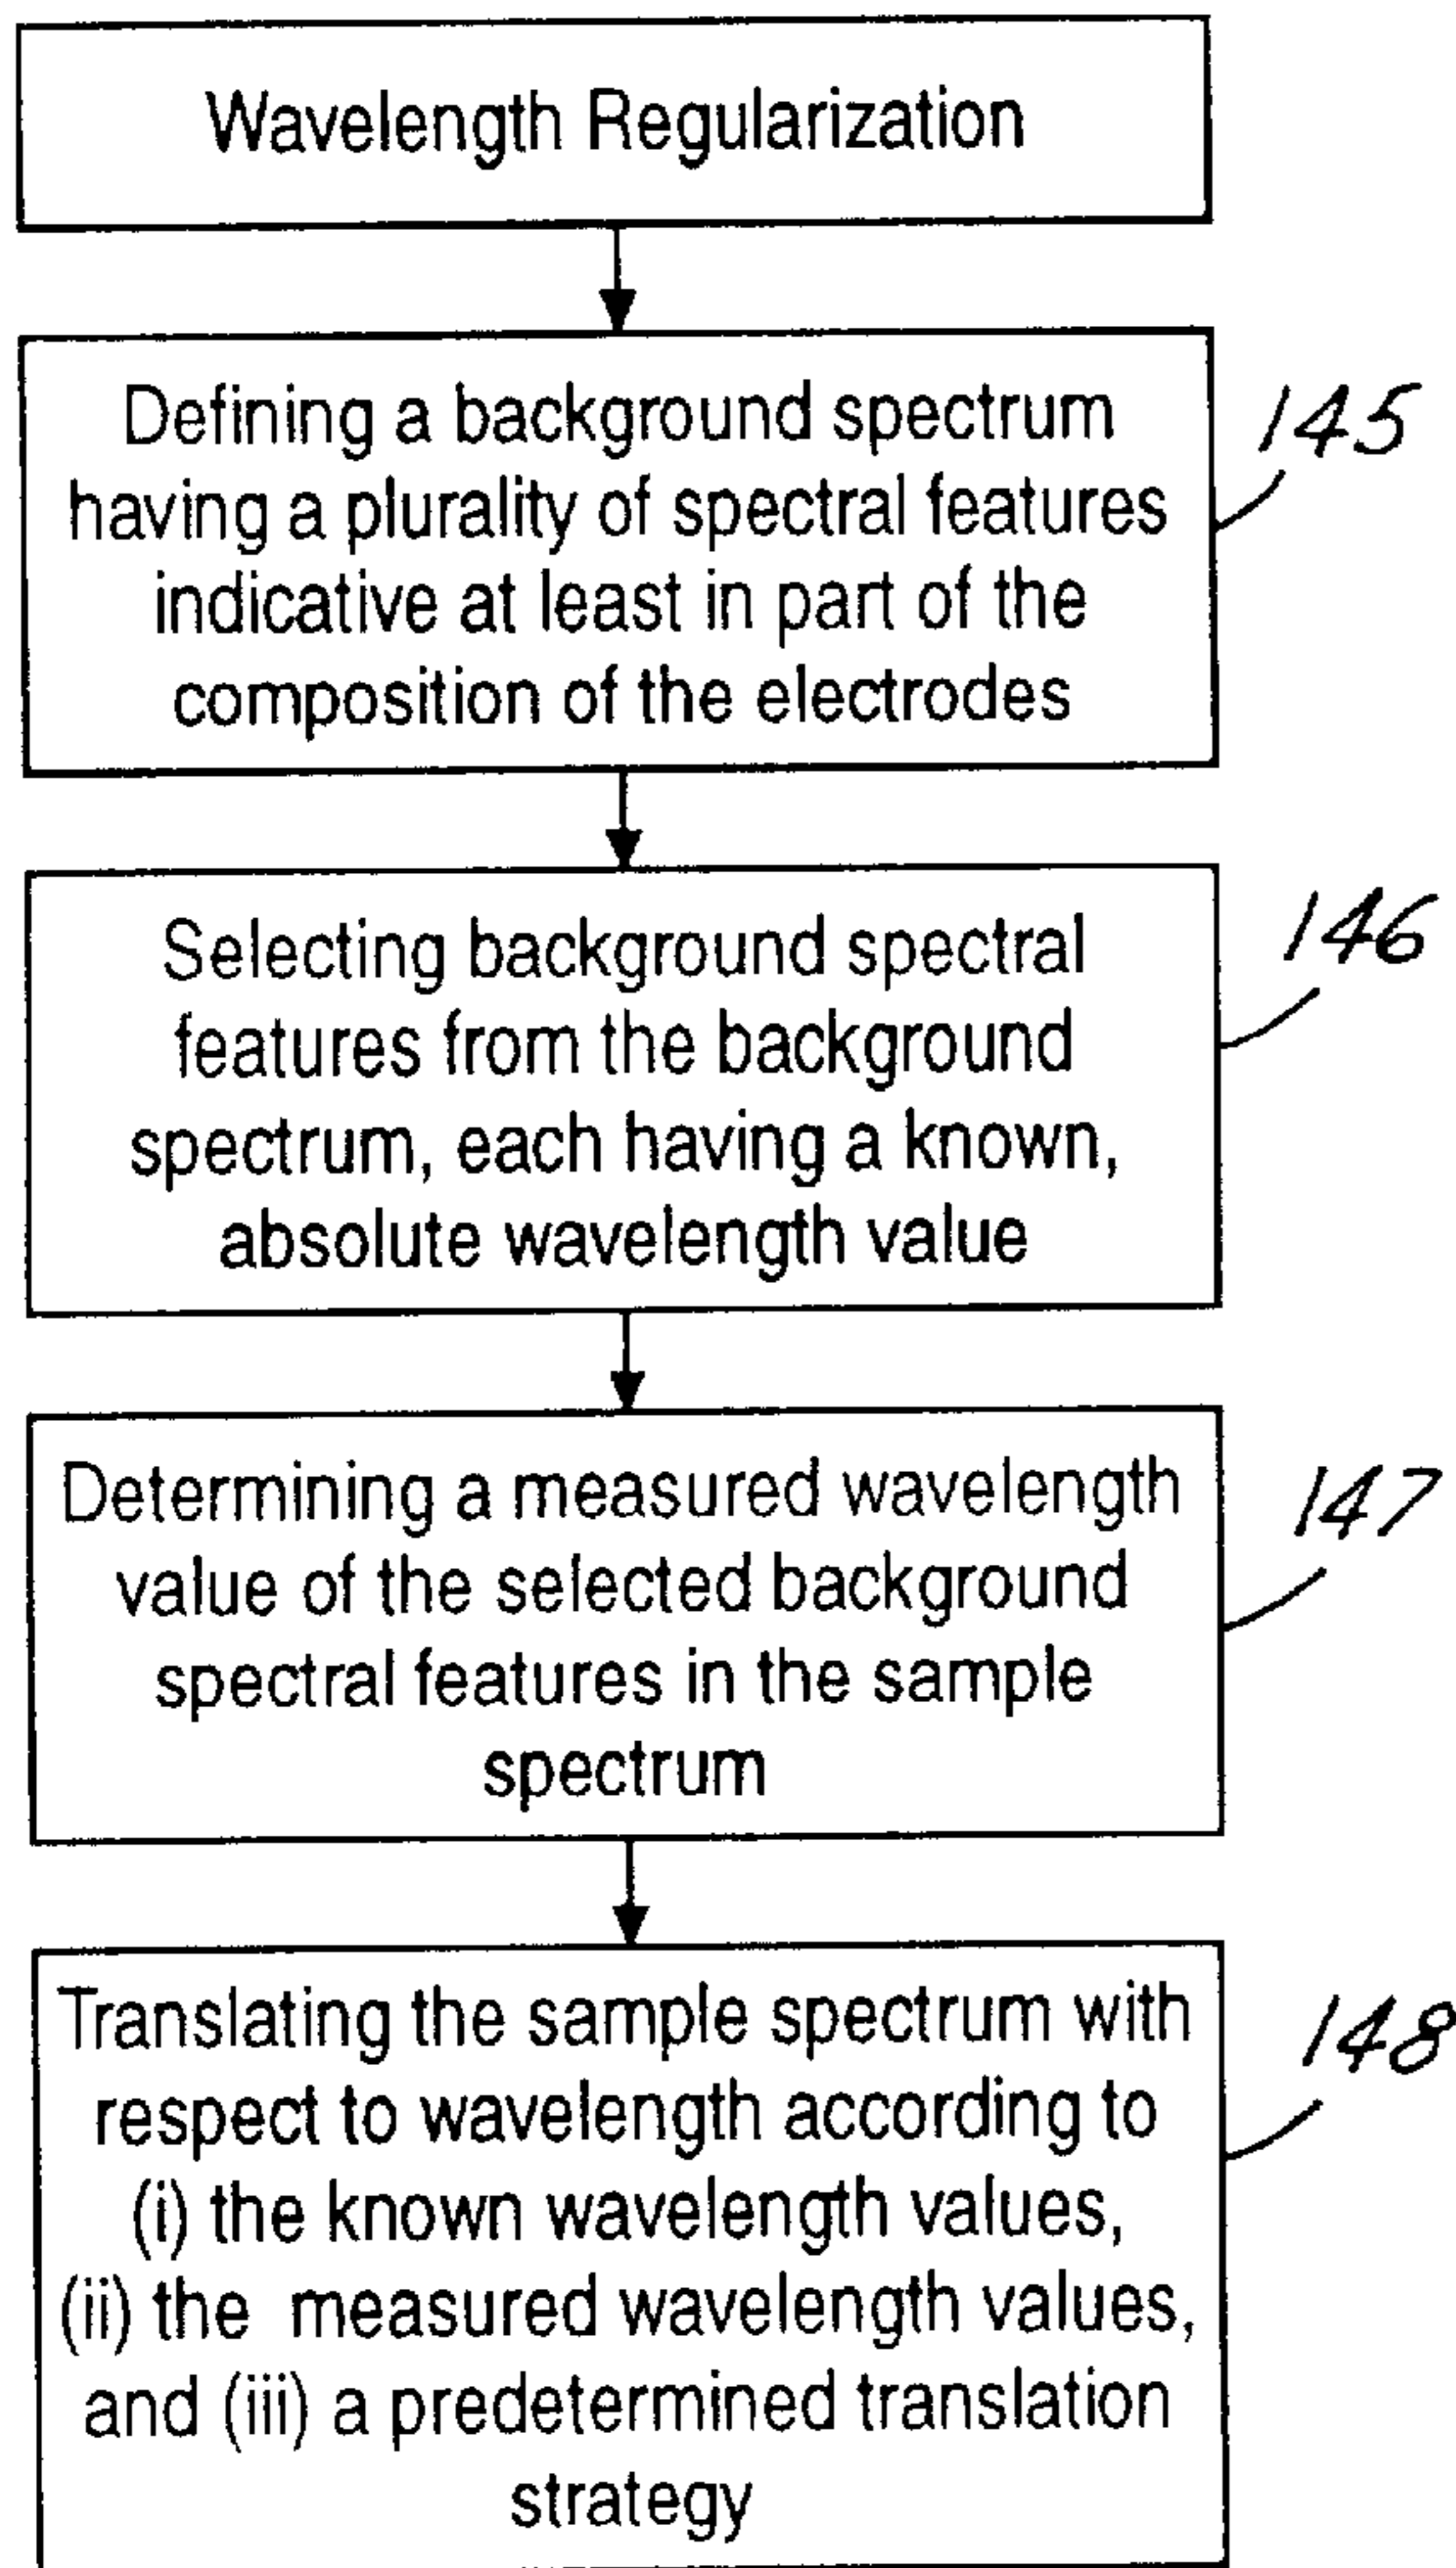 Wavelength Regularization
Defining a background spectrum
having a plurality of spectral features
indicative at least in part of the
composition of the electrodes
145
Selecting background spectral
features from the background
spectrum, each having a known,
absolute wavelength value
146
Determining a measured wavelength
value of the selected background
spectral features in the sample
spectrum
147
Translating the sample spectrum with
respect to wavelength according to
(i) the known wavelength values,
(ii) the measured wavelength values,
and (iii) a predetermined translation
strategy
148